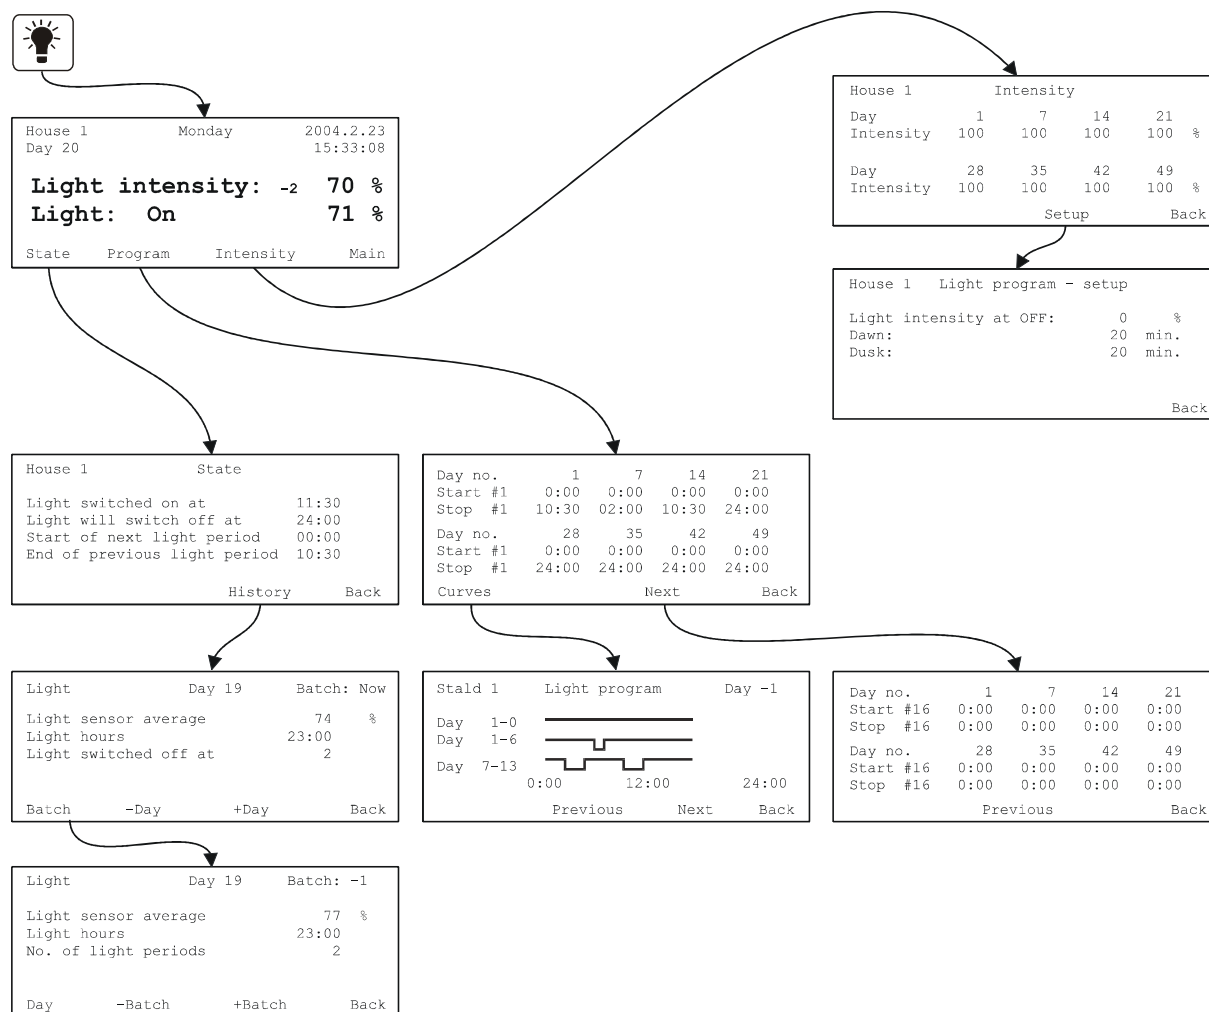 House 1 Monday 2004.2.23
Day 20 15:33:08
Light intensity: -2 70 %
Light: On 71 %
State Program Intensity Main
House 1 Intensity
Day 1 7 14 21
Intensity 100 100 100 100 %
Day 28 35 42 49
Intensity 100 100 100 100 %
Setup Back
House 1 Light program - setup
Light intensity at OFF: 0 %
Dawn: 20 min.
Dusk: 20 min.
Back
House 1 State
Light switched on at 11:30
Light will switch off at 24:00
Start of next light period 00:00
End of previous light period 10:30
History Back
Day no. 1 7 14 21
Start #1 0:00 0:00 0:00 0:00
Stop #1 10:30 02:00 10:30 24:00
Day no. 28 35 42 49
Start #1 0:00 0:00 0:00 0:00
Stop #1 24:00 24:00 24:00 24:00
Curves Next Back
Light Day 19 Batch: Now
Light sensor average 74 %
Light hours 23:00
Light switched off at 2
Batch -Day +Day Back
Stald 1 Light program Day -1
Day 1-0
Day 1-6
Day 7-13
0:00 12:00 24:00
Previous Next Back
Day no. 1 7 14 21
Start #16 0:00 0:00 0:00 0:00
Stop #16 0:00 0:00 0:00 0:00
Day no. 28 35 42 49
Start #16 0:00 0:00 0:00 0:00
Stop #16 0:00 0:00 0:00 0:00
Previous Back
Light Day 19 Batch: -1
Light sensor average 77 %
Light hours 23:00
No. of light periods 2
Day -Batch +Batch Back